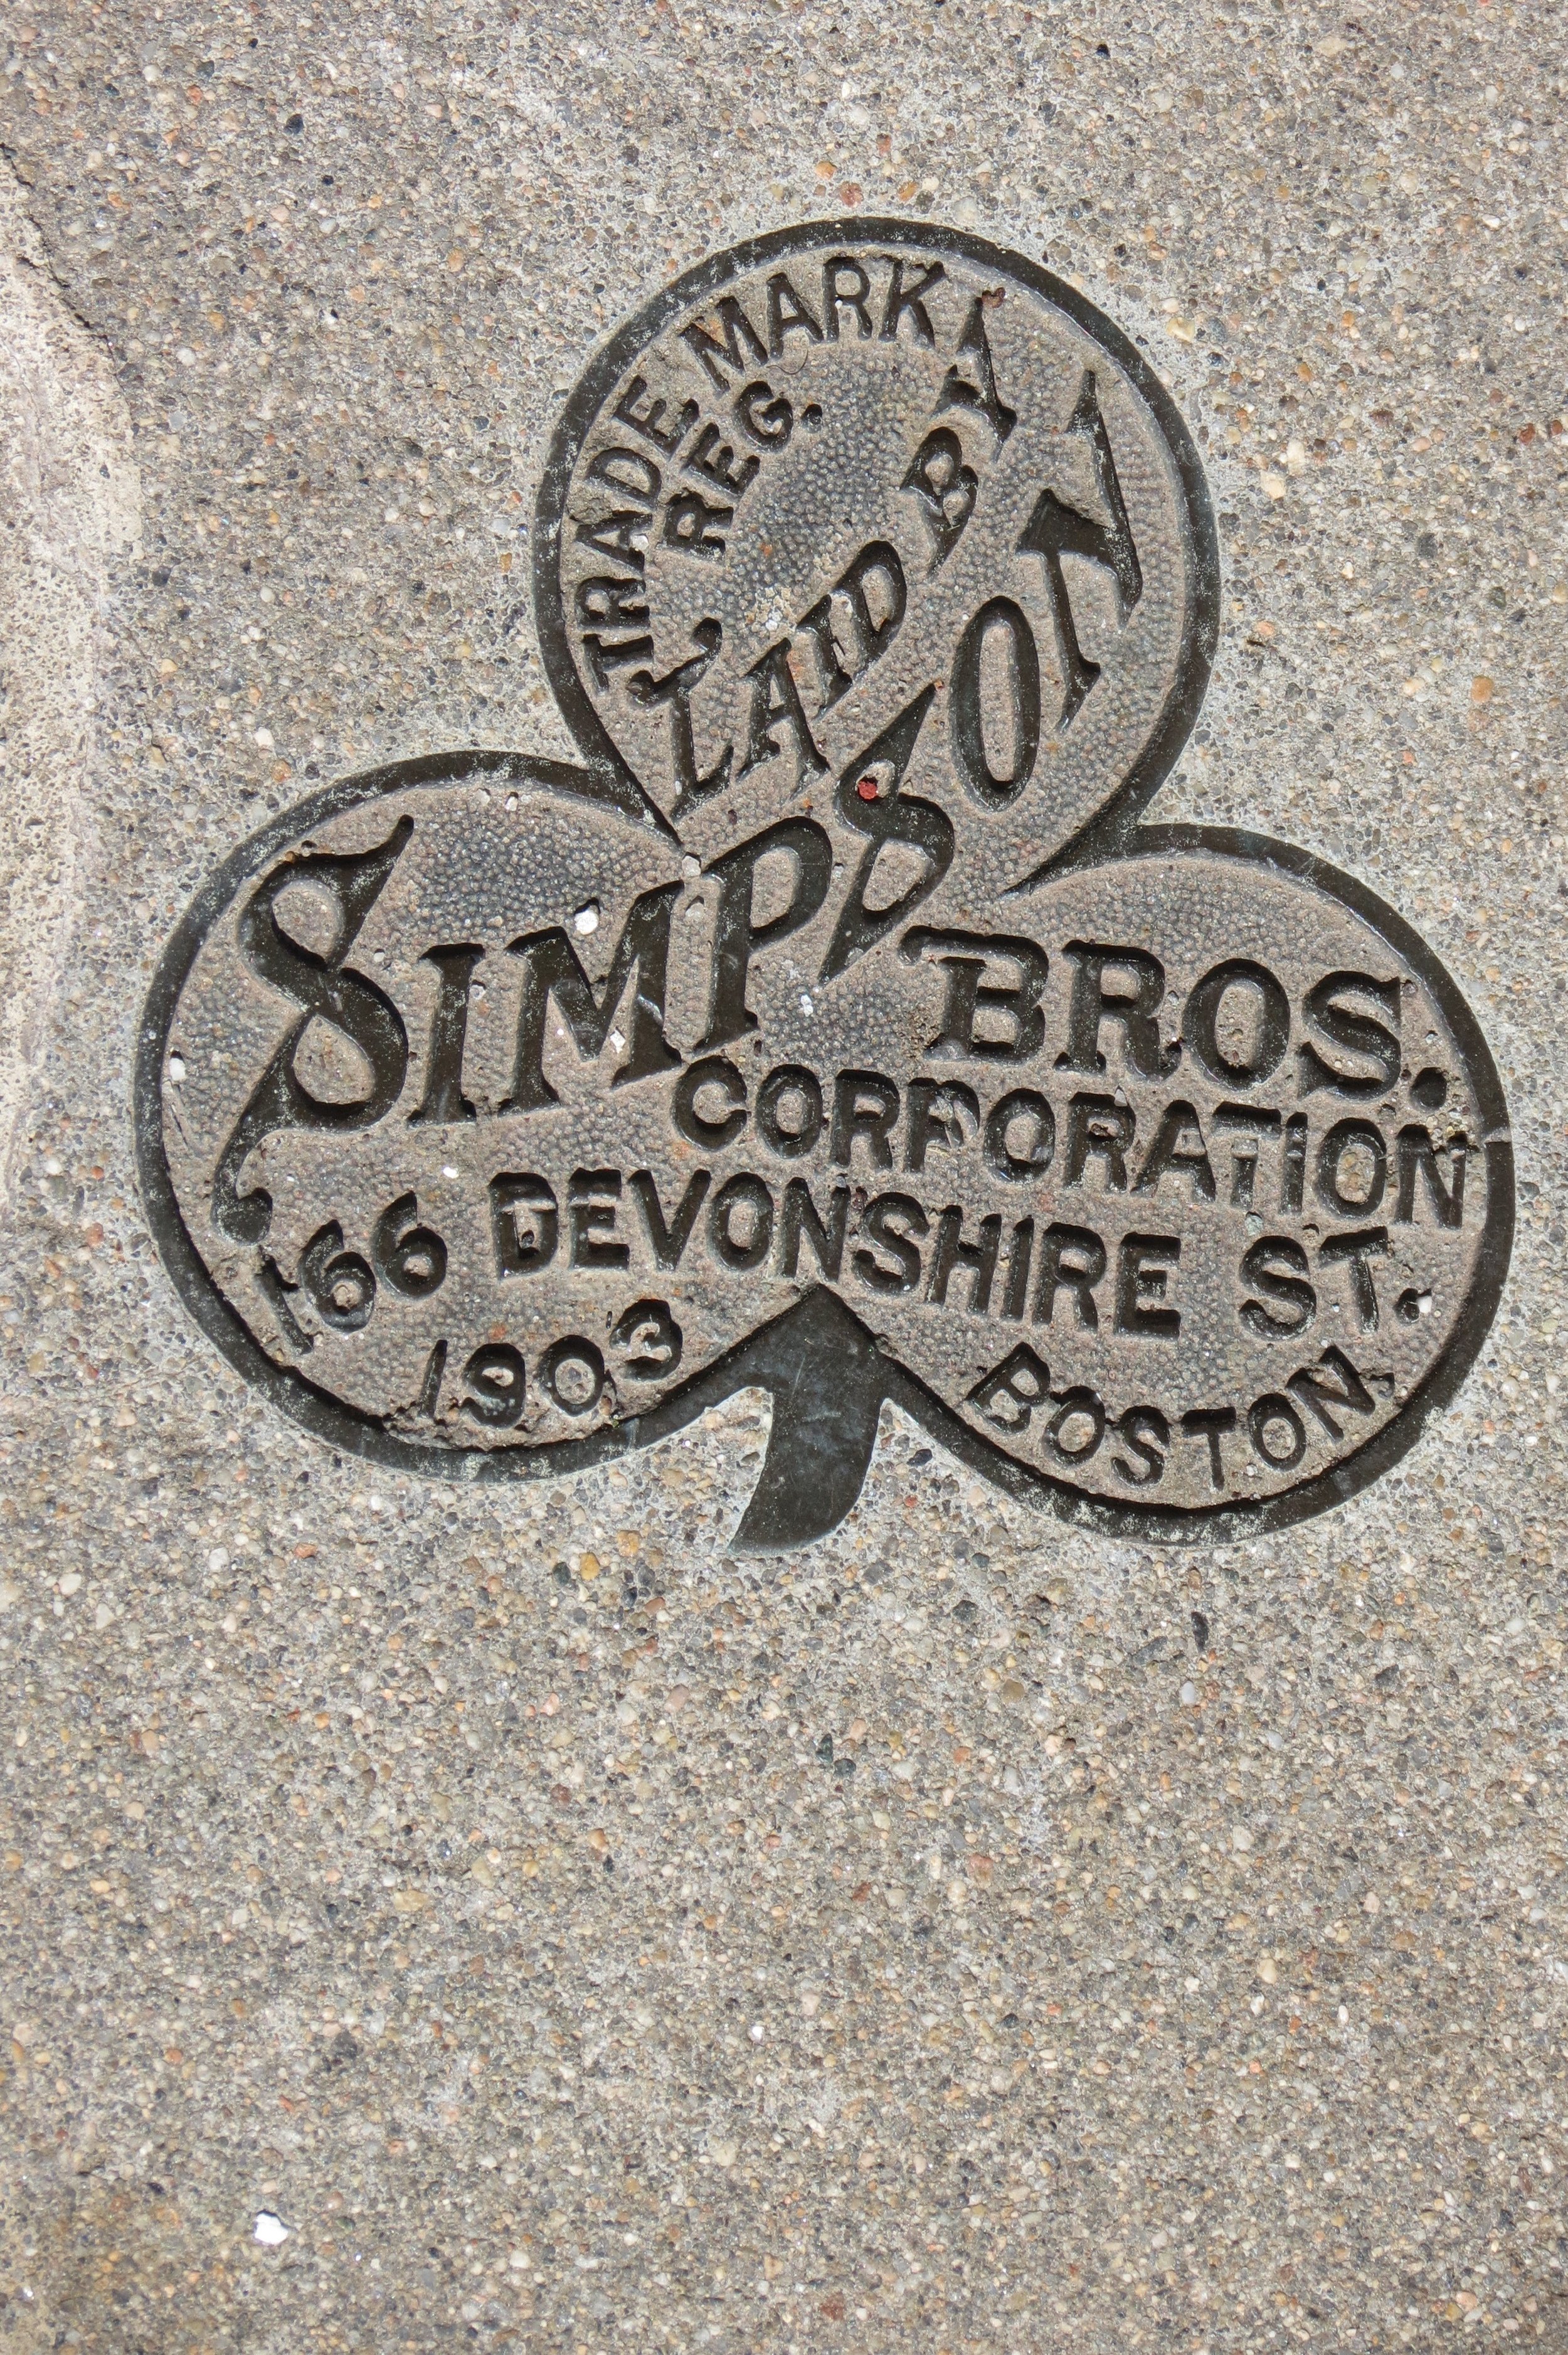 TRADE MARK
REG.
LAID BY
SIMPSON
BROS.
CORPORATION
166 DEVONSHIRE ST.
1903
BOSTON,